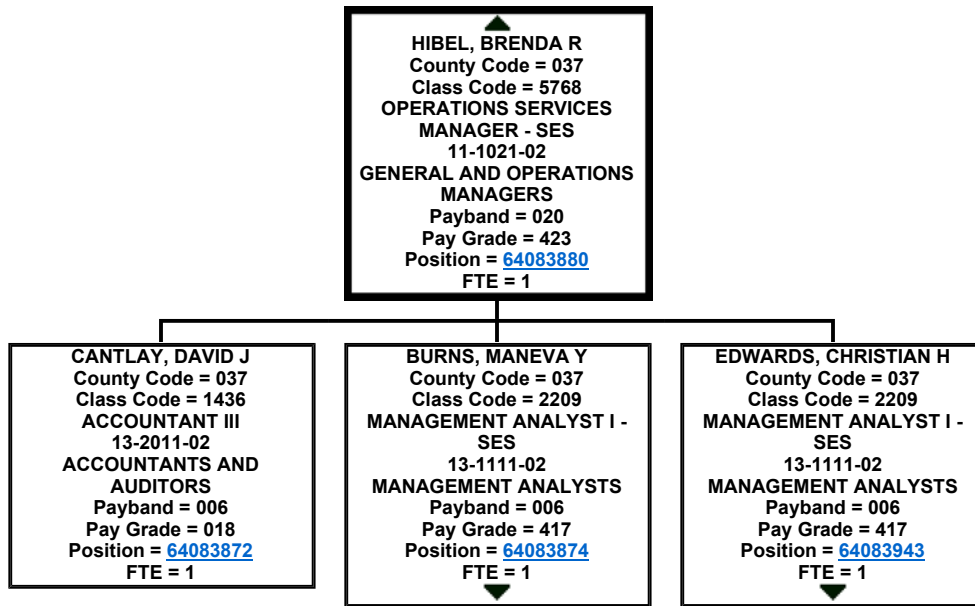 HIBEL, BRENDA R
County Code = 037
Class Code = 5768
OPERATIONS SERVICES
MANAGER - SES
11-1021-02
GENERAL AND OPERATIONS
MANAGERS
Payband = 020
Pay Grade = 423
Position = 64083880
FTE = 1
CANTLAY, DAVID J
County Code = 037
Class Code = 1436
ACCOUNTANT III
13-2011-02
ACCOUNTANTS AND
AUDITORS
Payband = 006
Pay Grade = 018
Position = 64083872
FTE = 1
BURNS, MANEVA Y
County Code = 037
Class Code = 2209
MANAGEMENT ANALYST I -
SES
13-1111-02
MANAGEMENT ANALYSTS
Payband = 006
Pay Grade = 417
Position = 64083874
FTE = 1
EDWARDS, CHRISTIAN H
County Code = 037
Class Code = 2209
MANAGEMENT ANALYST I -
SES
13-1111-02
MANAGEMENT ANALYSTS
Payband = 006
Pay Grade = 417
Position = 64083943
FTE = 1